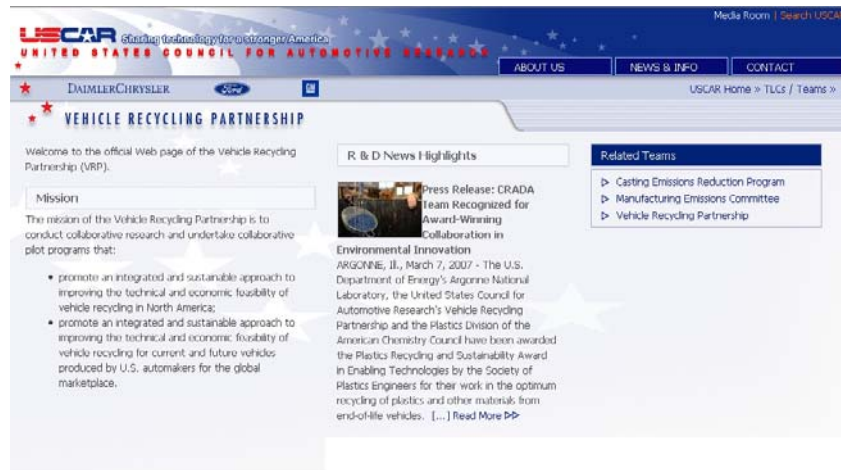 Media Room | Search USCA
USCAR Sharing technology for a stronger America
UNITED STATES COUNCIL FOR AUTOMOTIVE RESEARCH
ABOUT US NEWS & INFO CONTACT
DAIMLERCHRYSLER Ford GM USCAR Home » TLCs / Teams »
VEHICLE RECYCLING PARTNERSHIP
Welcome to the official Web page of the Vehicle Recycling
Partnership (VRP).
Mission
The mission of the Vehicle Recycling Partnership is to
conduct collaborative research and undertake collaborative
pilot programs that:
• promote an integrated and sustainable approach to
improving the technical and economic feasibility of
vehicle recycling in North America;
• promote an integrated and sustainable approach to
improving the technical and economic feasibility of
vehicle recycling for current and future vehicles
produced by U.S. automakers for the global
marketplace.
R & D News Highlights
Press Release: CRADA
Team Recognized for
Award-Winning
Collaboration in
Environmental Innovation
ARGONNE, Il., March 7, 2007 - The U.S.
Department of Energy's Argonne National
Laboratory, the United States Council for
Automotive Research's Vehicle Recycling
Partnership and the Plastics Division of the
American Chemistry Council have been awarded
the Plastics Recycling and Sustainability Award
in Enabling Technologies by the Society of
Plastics Engineers for their work in the optimum
recycling of plastics and other materials from
end-of-life vehicles. [...] Read More
Related Teams
Casting Emissions Reduction Program
Manufacturing Emissions Committee
Vehicle Recycling Partnership